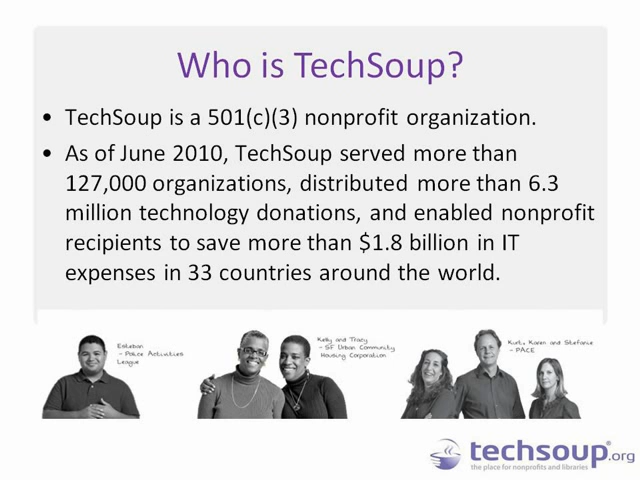 Who is TechSoup?
• TechSoup is a 501(c)(3) nonprofit organization.
• As of June 2010, TechSoup served more than
127,000 organizations, distributed more than 6.3
million technology donations, and enabled nonprofit
recipients to save more than $1.8 billion in IT
expenses in 33 countries around the world.
Esteban
- Police Activities
League
Kelly and Tracy
- SF Urban Community
Housing Corporation
Kurt, Karen and Stefanie
- PACE
techsoup®.org
the place for nonprofits and libraries